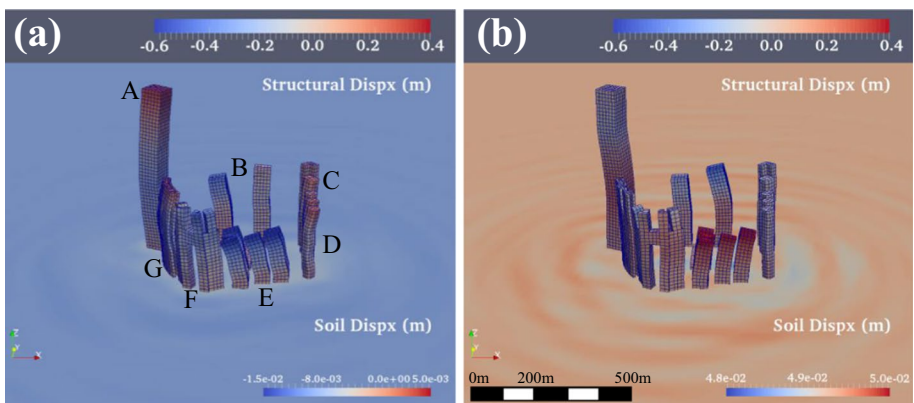 (a)
-0.6 -0.4 -0.2 0.0 0.2 0.4
Structural Dispx (m)
A
B
C
D
G
F
E
Soil Dispx (m)
-1.5e-02 -8.0e-03 0.0e+00 5.0e-03
Z
Y
X
(b)
-0.6 -0.4 -0.2 0.0 0.2 0.4
Structural Dispx (m)
Soil Dispx (m)
0m 200m 500m
4.8e-02 4.9e-02 5.0e-02
Z
Y
X